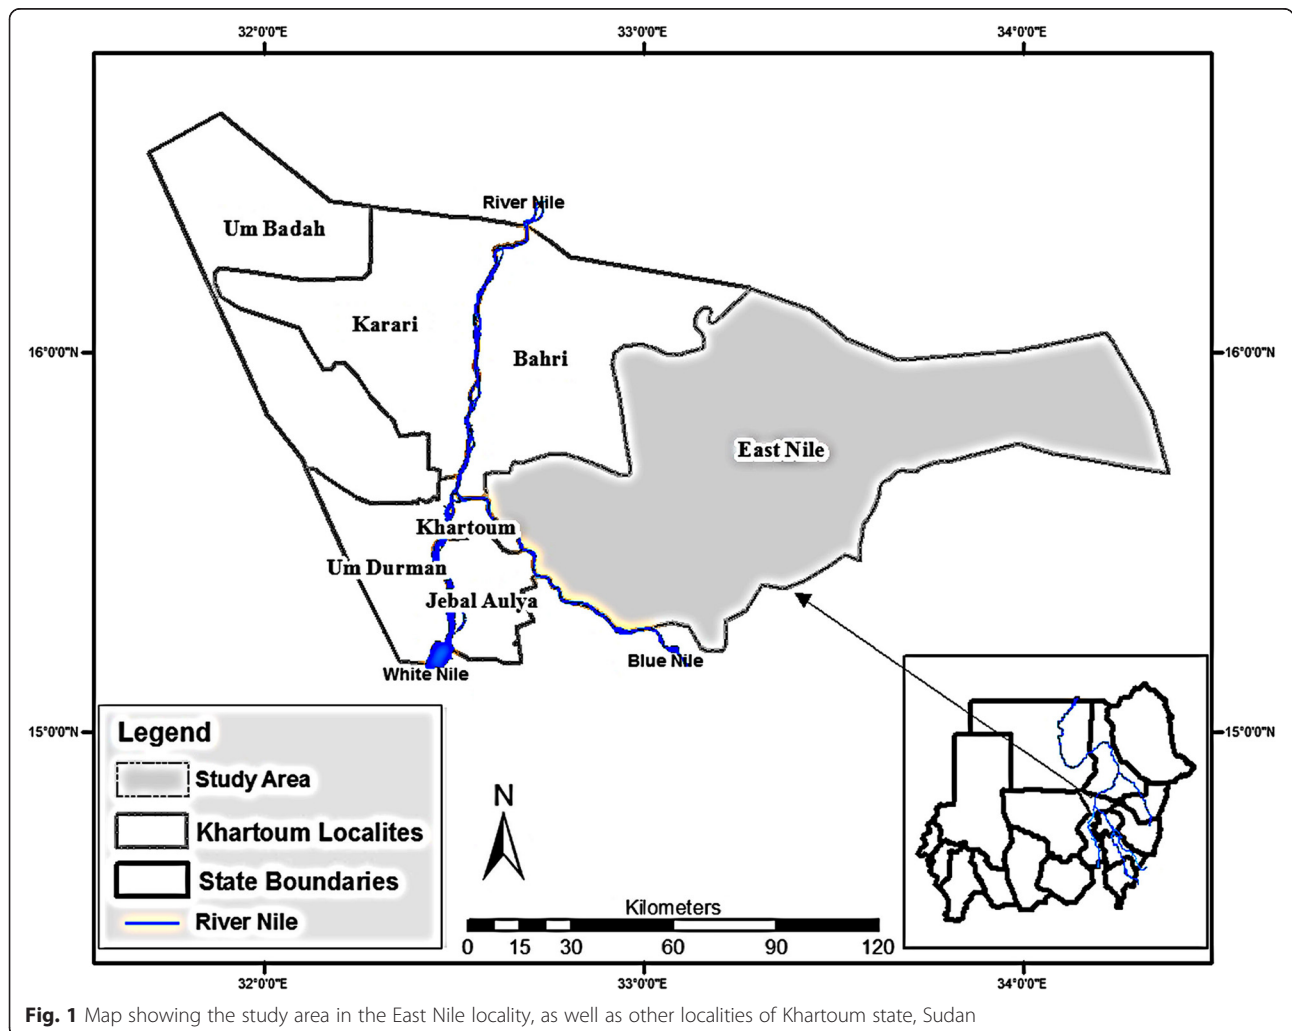 32°0'0"E 33°0'0"E 34°0'0"E
River Nile
Um Badah
Karari
Bahri
16°0'0"N 16°0'0"N
East Nile
Khartoum
Um Durman
Jebal Aulya
White Nile
Blue Nile
15°0'0"N 15°0'0"N
Legend
Study Area
Khartoum Localites
State Boundaries
River Nile
N
Kilometers
0 15 30 60 90 120
32°0'0"E 33°0'0"E 34°0'0"E
Fig. 1 Map showing the study area in the East Nile locality, as well as other localities of Khartoum state, Sudan